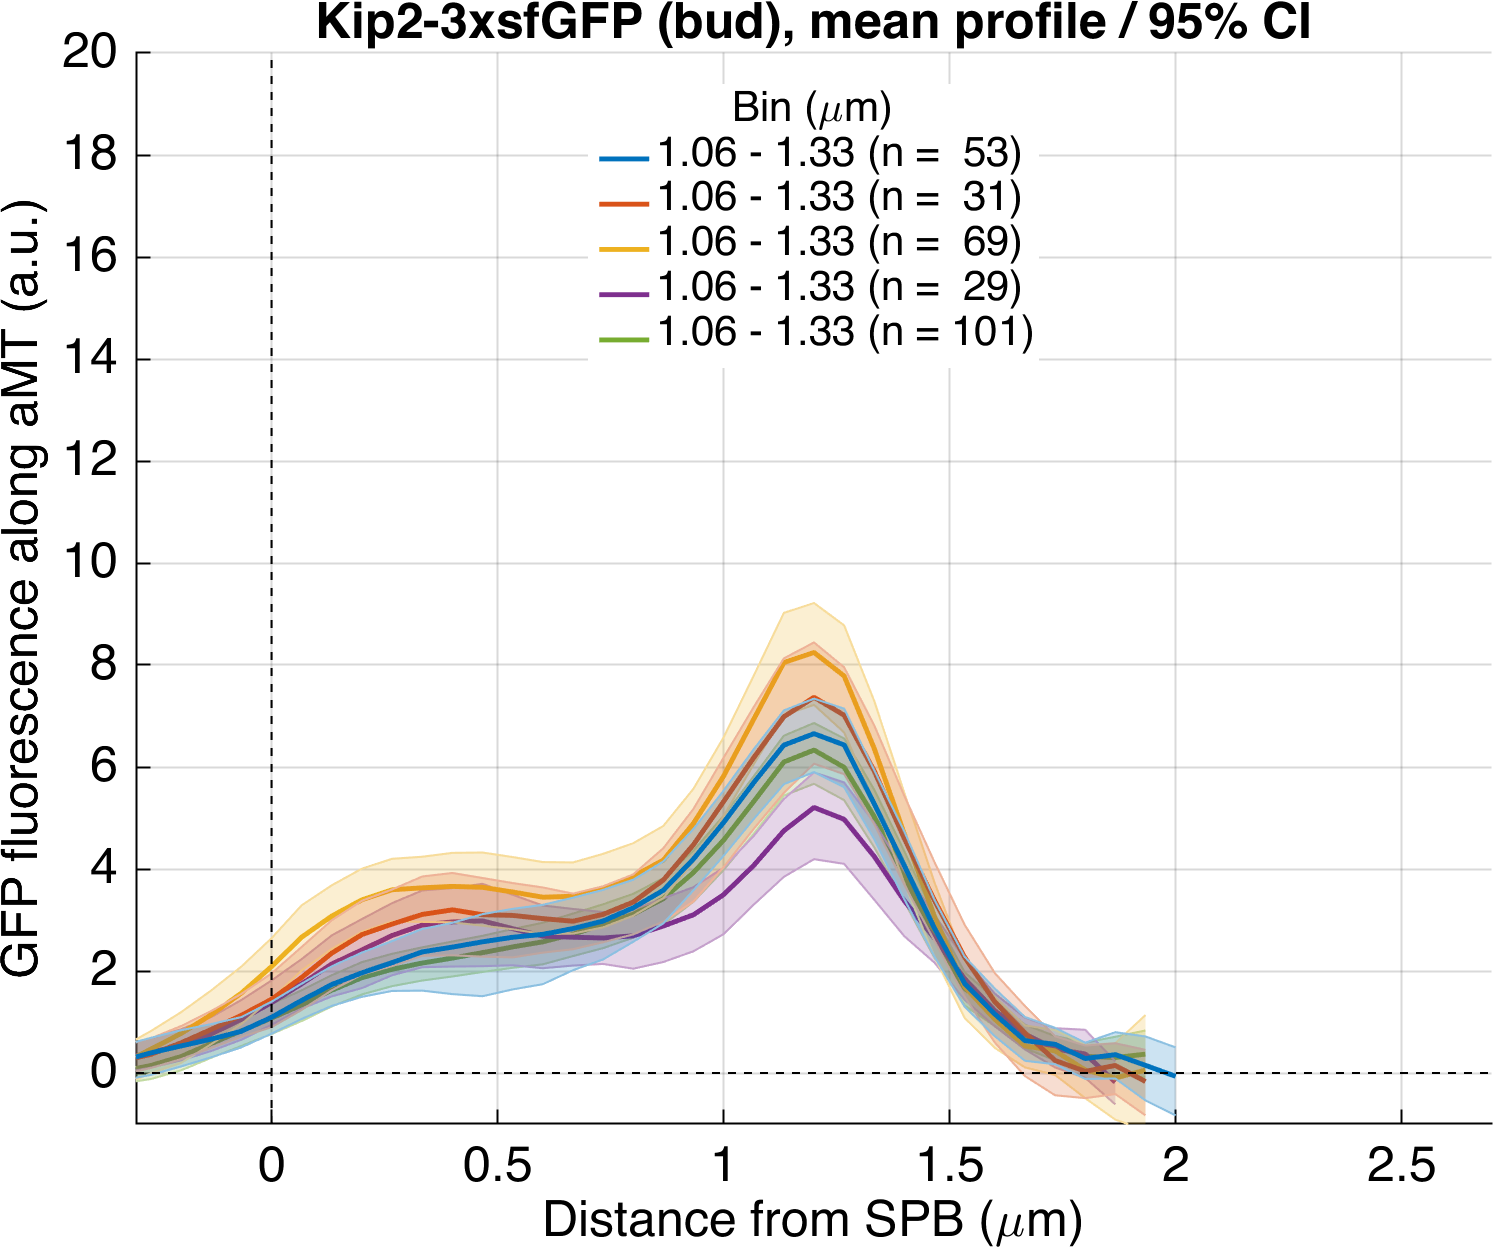 Kip2-3xsfGFP (bud), mean profile / 95% CI
GFP fluorescence along aMT (a.u.)
20
18
16
14
12
10
8
6
4
2
0
Bin (μm)
1.06 - 1.33 (n = 53)
1.06 - 1.33 (n = 31)
1.06 - 1.33 (n = 69)
1.06 - 1.33 (n = 29)
1.06 - 1.33 (n = 101)
0 0.5 1 1.5 2 2.5
Distance from SPB (μm)